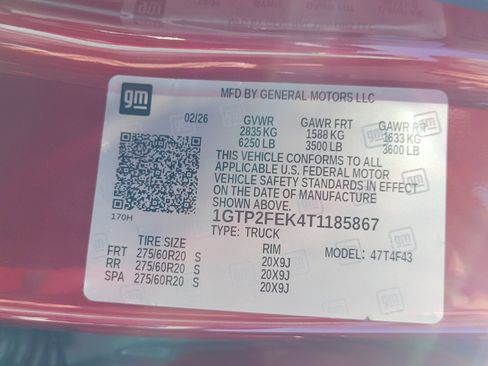 gm
MFD BY GENERAL MOTORS LLC
02/26 GVWR GAWR FRT GAWR RR
2835 KG 1588 KG 1633 KG
6250 LB 3500 LB 3600 LB
THIS VEHICLE CONFORMS TO ALL
APPLICABLE U.S. FEDERAL MOTOR
VEHICLE SAFETY STANDARDS IN EFFECT
ON THE DATE OF MANUFACTURE
SHOWN ABOVE.
170H
1GTP2FEK4T1185867
TYPE: TRUCK
TIRE SIZE RIM MODEL: 47T4F43
FRT 275/60R20 S 20X9J
RR 275/60R20 S 20X9J
SPA 275/60R20 S 20X9J